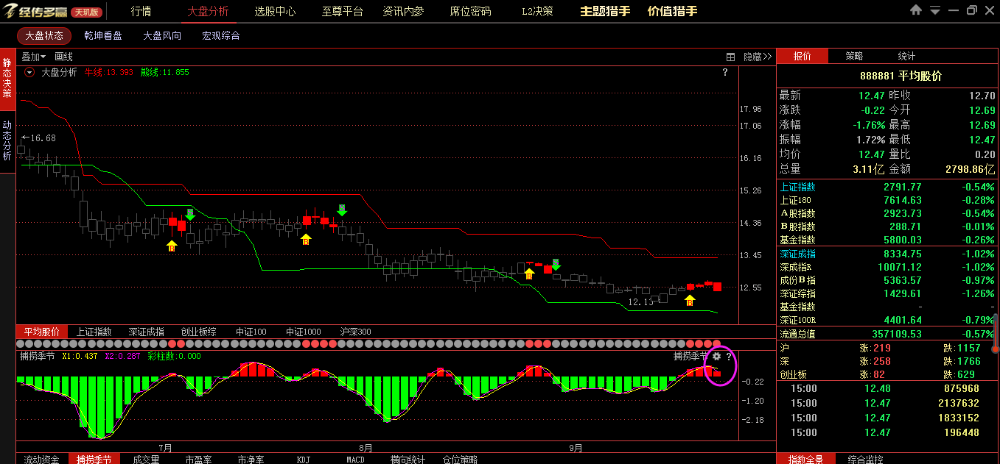 经传多赢 天玑版 行情 大盘分析 选股中心 至尊平台 资讯内参 席位密码 L2决策 主题猎手 价值猎手
大盘状态 乾坤看盘 大盘风向 宏观综合
静态决策
动态分析
叠加 画线 隐藏>>
大盘分析 牛线:13.393 熊线:11.855 ?
17.96
17.06
16.16
15.26
14.36
13.45
12.55
←16.68
12.13
B
B
B
B
平均股价 上证指数 深证成指 创业板综 中证100 中证1000 沪深300
捕捞季节 X1:0.437 X2:0.287 彩柱数:0.000 捕捞季节 ?
-0.22
-1.20
-2.18
7月 8月 9月
流动资金 捕捞季节 成交量 市盈率 市净率 KDJ MACD 横向统计 仓位策略
报价 策略 统计
888881 平均股价
最新 12.47 昨收 12.70
涨跌 -0.22 今开 12.69
涨幅 -1.76% 最高 12.69
振幅 1.72% 最低 12.47
均价 12.47 量比 0.20
总量 3.11亿 金额 2798.86亿
上证指数 2791.77 -0.54%
上证180 7614.63 -0.28%
A股指数 2923.73 -0.54%
B股指数 288.71 -0.01%
基金指数 5800.03 -0.26%
深证成指 8334.75 -1.02%
深成指R 10071.12 -1.02%
成份B指 5363.57 -0.97%
深证综指 1429.61 -1.26%
基金指数 - -
深证100R 4401.64 -0.79%
流通总值 357109.53 -0.57%
沪 涨:219 跌:1157
深 涨:258 跌:1766
创业板 涨:82 跌:629
15:00 12.48 875968
15:00 12.47 2137632
15:00 12.47 1833152
15:00 12.47 196448
指数全景 综合监控